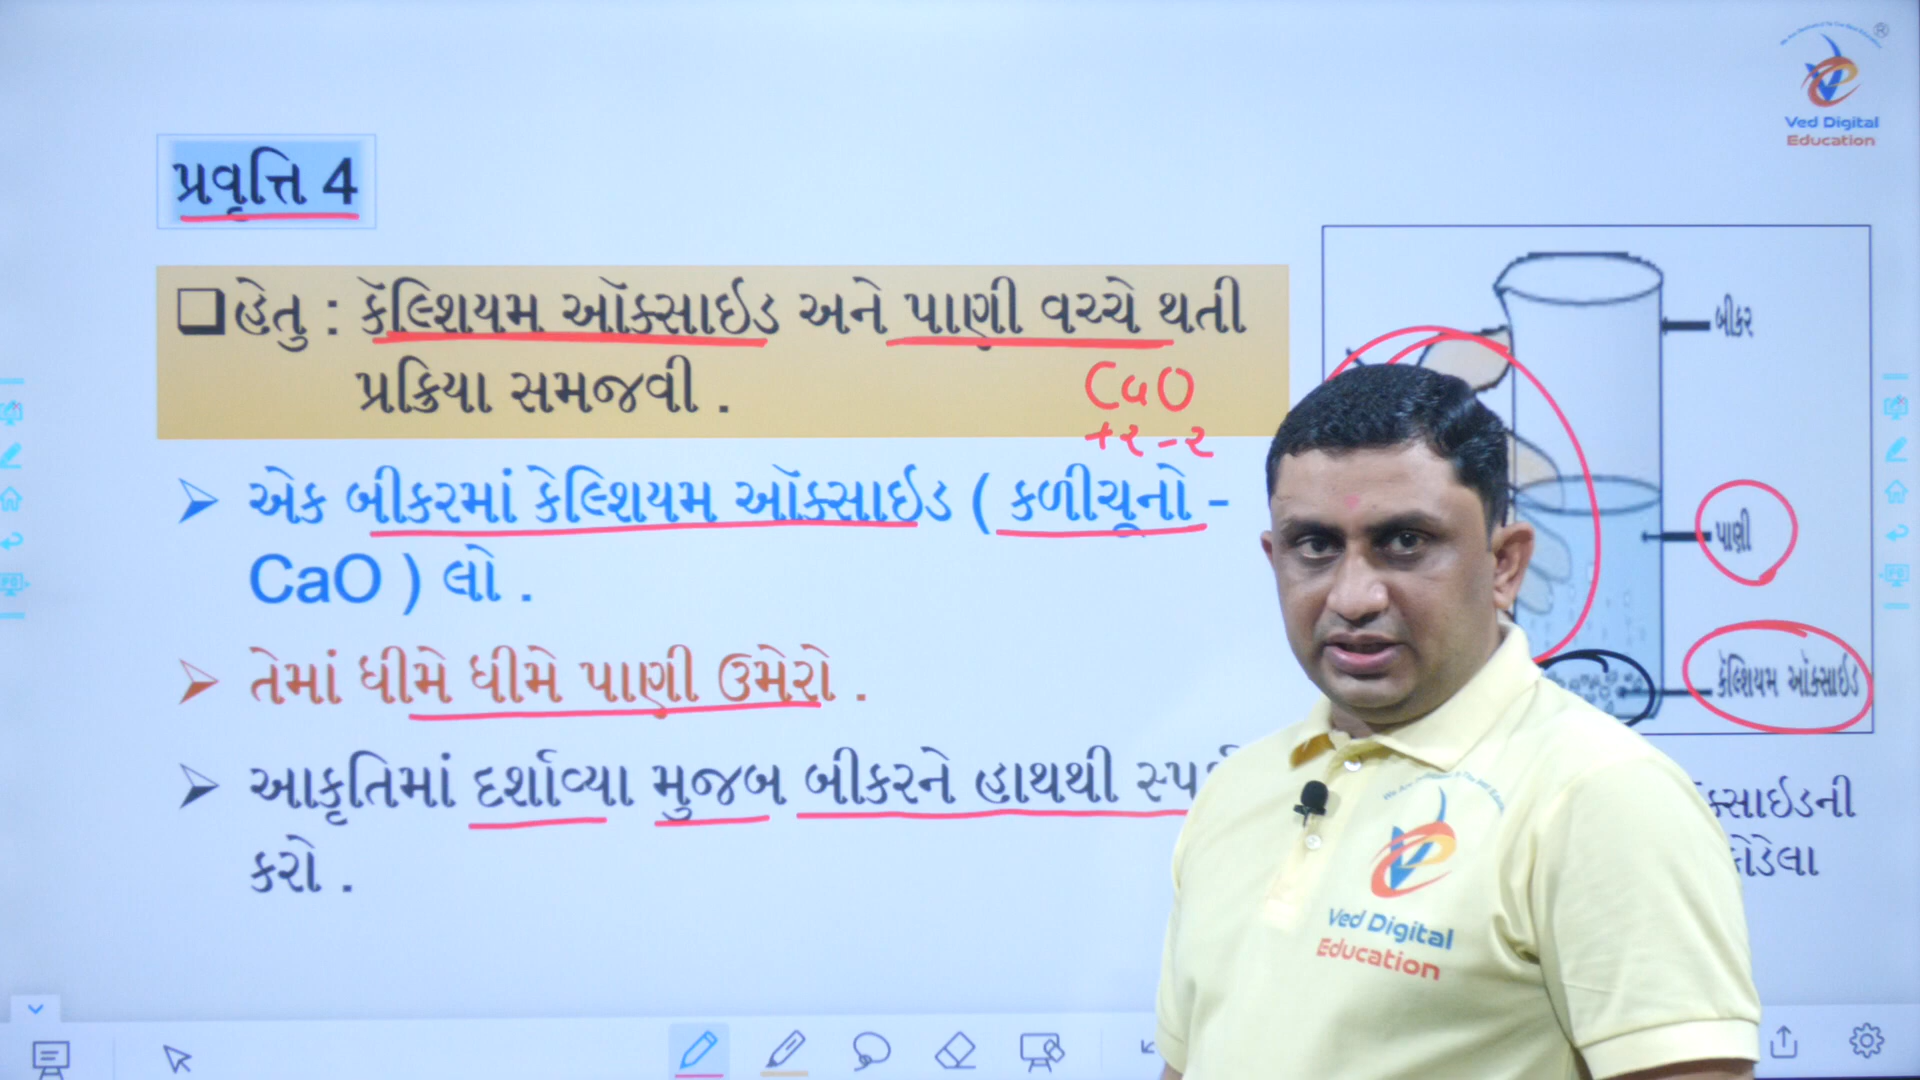 Ved Digital
Education
પ્રવૃત્તિ 4
હેતુ : કૅલ્શિયમ ઑક્સાઇડ અને પાણી વચ્ચે થતી
પ્રક્રિયા સમજવી .
CaO
+૨ -૨
એક બીકરમાં કેલ્શિયમ ઑક્સાઇડ ( કળીચૂનો -
CaO ) લો .
તેમાં ધીમે ધીમે પાણી ઉમેરો .
આકૃતિમાં દર્શાવ્યા મુજબ બીકરને હાથથી
કરો .
બીકર
પાણી
કૅલ્શિયમ ઑક્સાઇડ
Ved Digital
Education